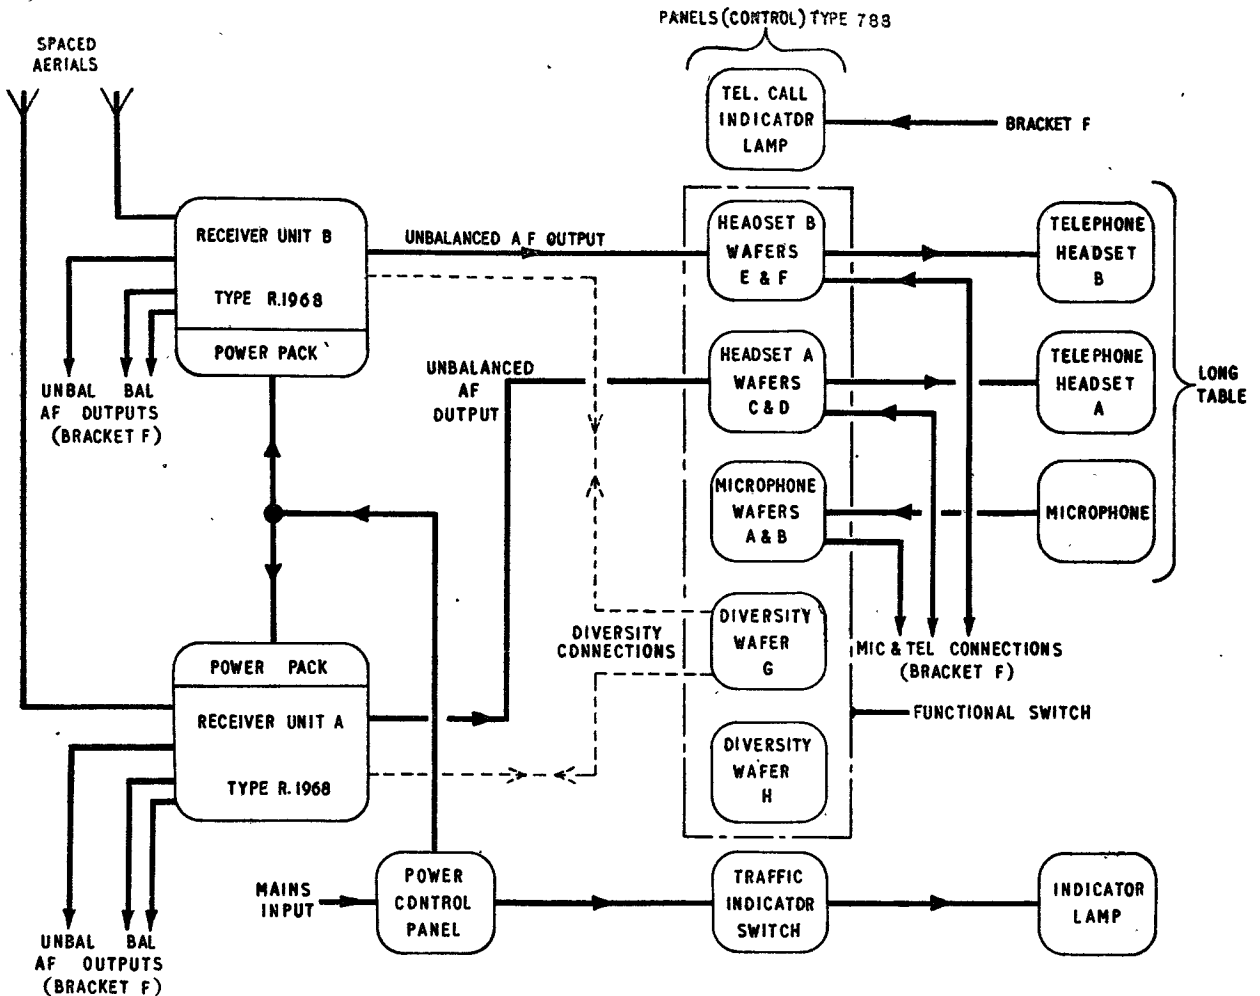 PANELS (CONTROL) TYPE 788
SPACED
AERIALS
TEL. CALL
INDICATOR
LAMP
BRACKET F
RECEIVER UNIT B
TYPE R.1968
POWER PACK
UNBALANCED A F OUTPUT
HEADSET B
WAFERS
E & F
TELEPHONE
HEADSET
B
UNBAL BAL
AF OUTPUTS
(BRACKET F)
UNBALANCED
AF
OUTPUT
HEADSET A
WAFERS
C & D
TELEPHONE
HEADSET
A
LONG
TABLE
MICROPHONE
WAFERS
A & B
MICROPHONE
DIVERSITY
CONNECTIONS
DIVERSITY
WAFER
G
MIC & TEL CONNECTIONS
(BRACKET F)
POWER PACK
RECEIVER UNIT A
TYPE R.1968
FUNCTIONAL SWITCH
DIVERSITY
WAFER
H
MAINS
INPUT
POWER
CONTROL
PANEL
TRAFFIC
INDICATOR
SWITCH
INDICATOR
LAMP
UNBAL BAL
AF OUTPUTS
(BRACKET F)